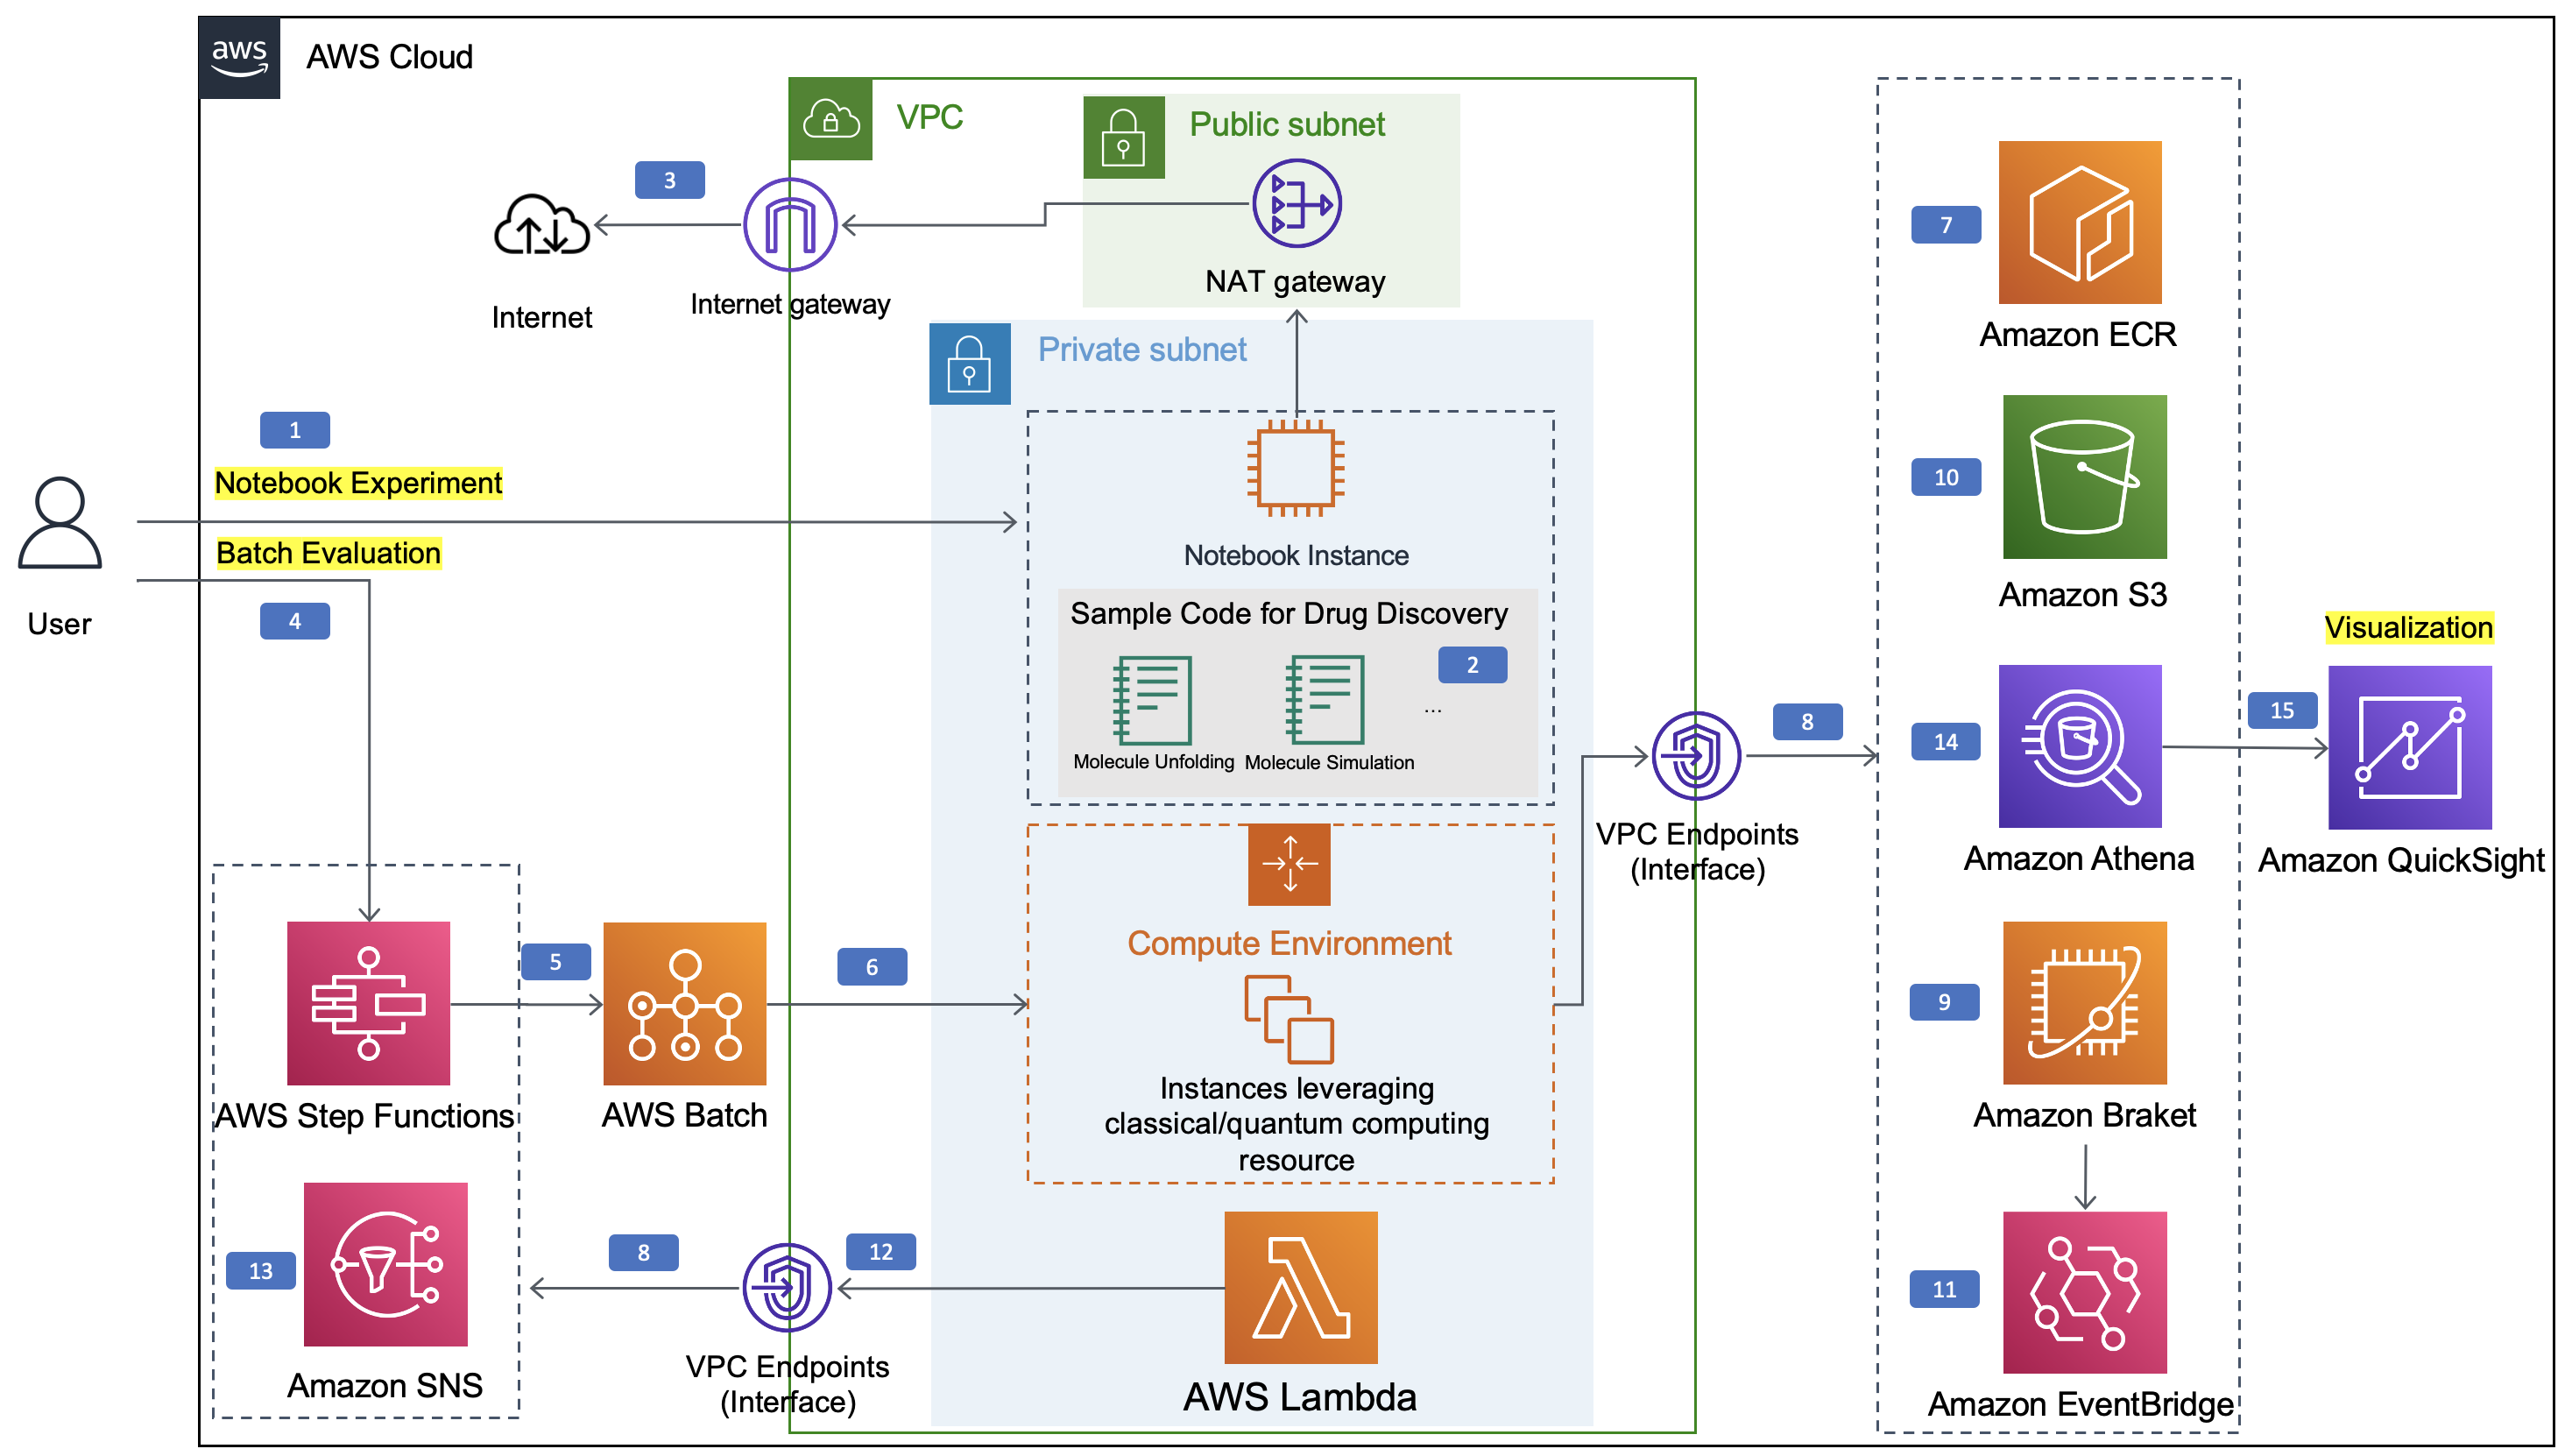 aws
AWS Cloud
VPC
Public subnet
NAT gateway
3
Internet
Internet gateway
Private subnet
1
Notebook Experiment
Batch Evaluation
4
User
Notebook Instance
Sample Code for Drug Discovery
2
...
Molecule Unfolding
Molecule Simulation
Compute Environment
Instances leveraging
classical/quantum computing
resource
5
6
AWS Step Functions
AWS Batch
13
Amazon SNS
8
12
VPC Endpoints
(Interface)
AWS Lambda
VPC Endpoints
(Interface)
8
7
Amazon ECR
10
Amazon S3
14
Amazon Athena
15
Visualization
Amazon QuickSight
9
Amazon Braket
11
Amazon EventBridge